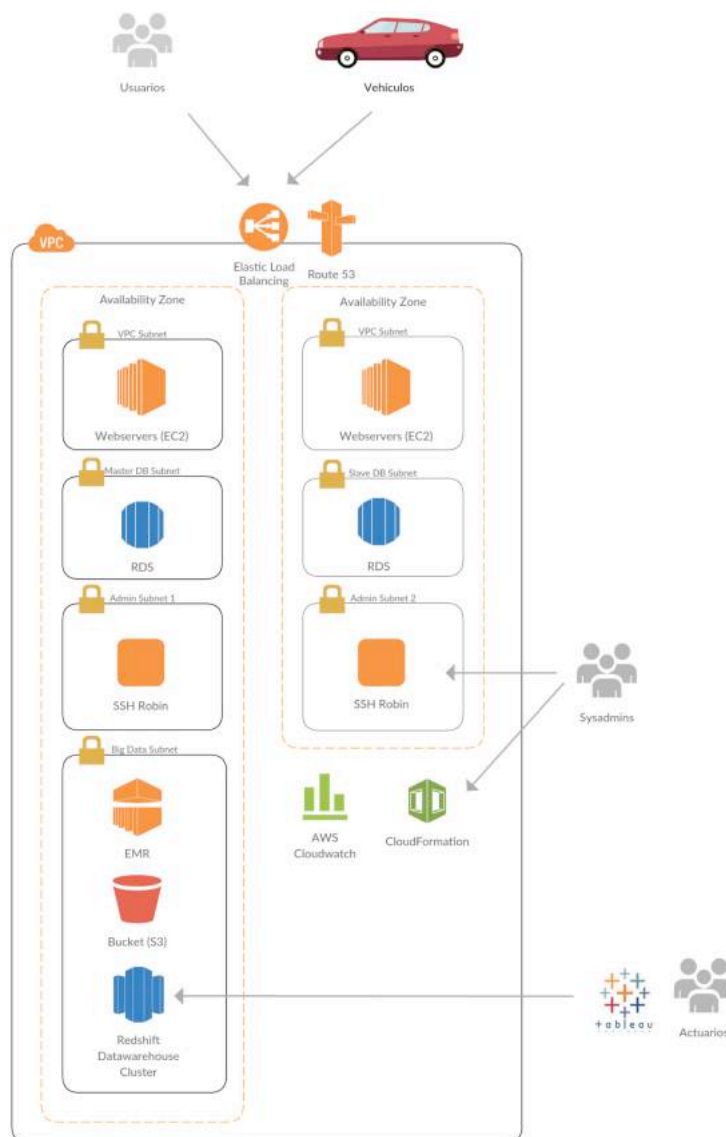 Usuarios
Vehiculos
VPC
Elastic Load
Balancing
Route 53
Availability Zone
VPC Subnet
Webservers (EC2)
Master DB Subnet
RDS
Admin Subnet 1
SSH Robin
Big Data Subnet
EMR
Bucket (S3)
Redshift
Datawarehouse
Cluster
Availability Zone
VPC Subnet
Webservers (EC2)
Slave DB Subnet
RDS
Admin Subnet 2
SSH Robin
Sysadmins
AWS
Cloudwatch
CloudFormation
tableau
Actuarios